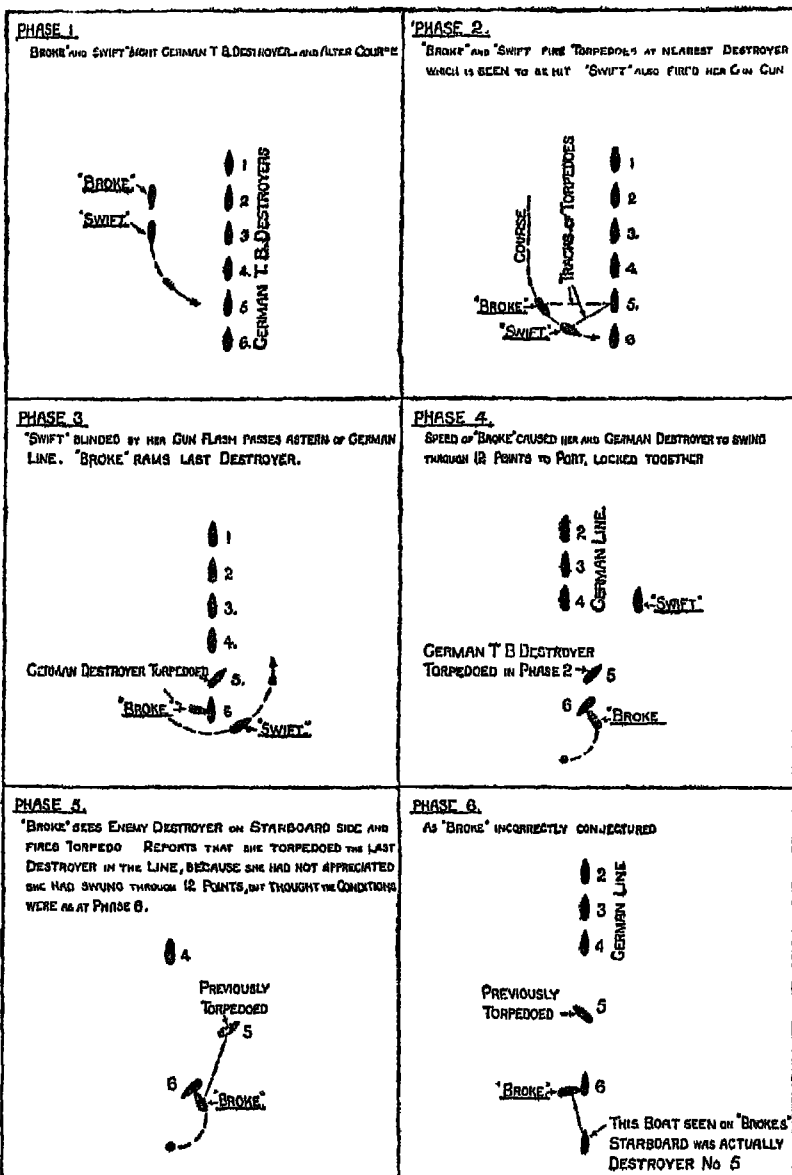 PHASE 1
"BROKE" AND "SWIFT" SIGHT GERMAN T B. DESTROYERS AND ALTER COURSE
"BROKE"
"SWIFT"
1
2
3
4.
5
6.
GERMAN T. B. DESTROYERS
PHASE 2.
"BROKE" AND "SWIFT" FIRE TORPEDOES AT NEAREST DESTROYER
WHICH IS SEEN TO BE HIT "SWIFT" ALSO FIRED HER 6 IN GUN
1
2
3.
4.
5.
6
COURSE
TRACKS OF TORPEDOES
"BROKE"
"SWIFT"
PHASE 3
"SWIFT" BLINDED BY HER GUN FLASH PASSES ASTERN OF GERMAN
LINE. "BROKE" RAMS LAST DESTROYER.
1
2
3.
4.
GERMAN DESTROYER TORPEDOED
5.
"BROKE"
6
"SWIFT."
PHASE 4.
SPEED OF "BROKE" CAUSED HER AND GERMAN DESTROYER TO SWING
THROUGH 12 POINTS TO PORT, LOCKED TOGETHER
2
3
4
GERMAN LINE.
"SWIFT"
GERMAN T B DESTROYER
TORPEDOED IN PHASE 2
5
6
"BROKE
PHASE 5.
"BROKE" SEES ENEMY DESTROYER ON STARBOARD SIDE AND
FIRES TORPEDO REPORTS THAT SHE TORPEDOED THE LAST
DESTROYER IN THE LINE, BECAUSE SHE HAD NOT APPRECIATED
SHE HAD SWUNG THROUGH 12 POINTS, BUT THOUGHT THE CONDITIONS
WERE AS AT PHASE 6.
4
PREVIOUSLY
TORPEDOED
5
6
"BROKE"
PHASE 6.
AS "BROKE" INCORRECTLY CONJECTURED
2
3
4
GERMAN LINE
PREVIOUSLY
TORPEDOED
5
"BROKE"
6
THIS BOAT SEEN ON "BROKES"
STARBOARD WAS ACTUALLY
DESTROYER NO 5